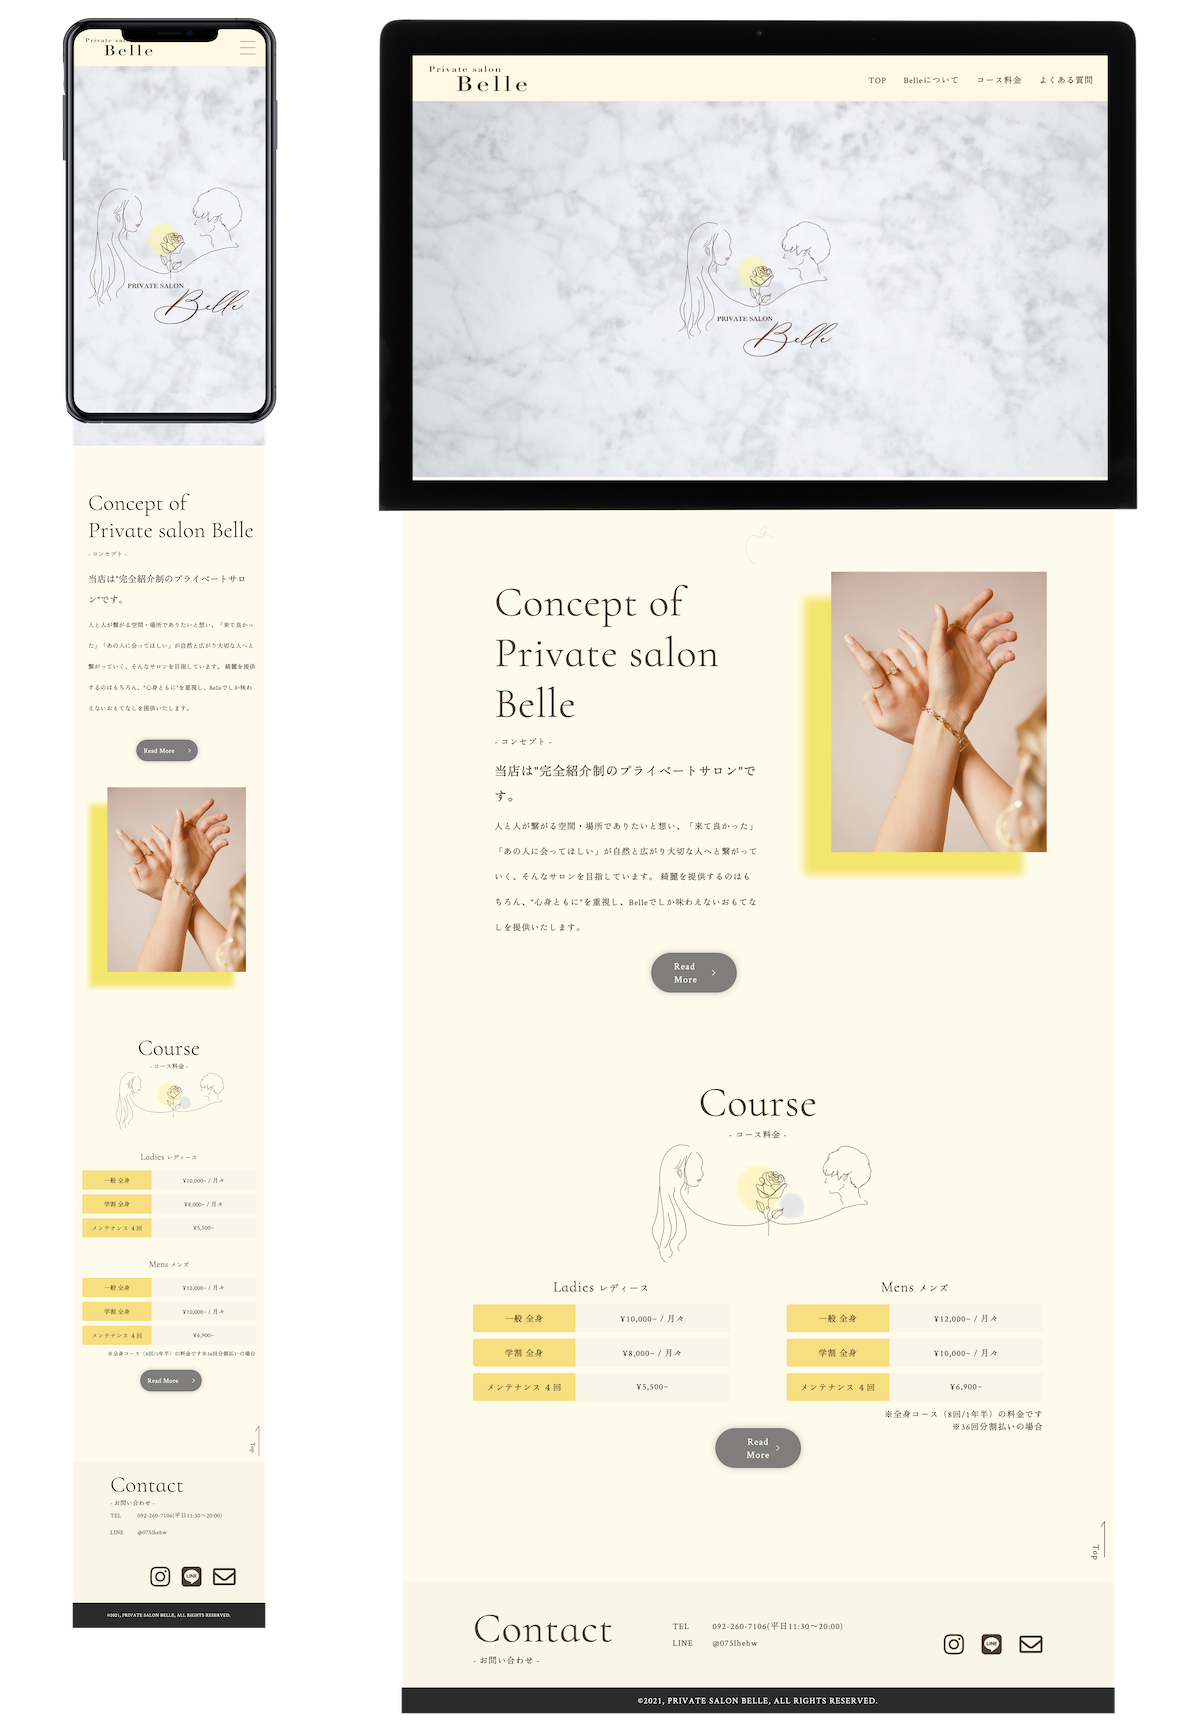 Private salon
Belle
PRIVATE SALON
Belle
Concept of
Private salon Belle
- コンセプト -
当店は"完全紹介制のプライベートサロ
ン"です。
人と人が繋がる空間・場所でありたいと想い、「来て良かっ
た」「あの人に会ってほしい」が自然と広がり大切な人へと
繋がっていく、そんなサロンを目指しています。 綺麗を提供
するのはもちろん、"心身ともに"を重視し、Belleでしか味わ
えないおもてなしを提供いたします。
Read More
Course
- コース料金 -
Ladies レディース
一般 全身 ¥10,000~ / 月々
学割 全身 ¥8,000~ / 月々
メンテナンス 4回 ¥5,500~
Mens メンズ
一般 全身 ¥12,000~ / 月々
学割 全身 ¥10,000~ / 月々
メンテナンス 4回 ¥6,900~
※全身コース（8回/1年半）の料金です※36回分割払いの場合
Read More
Top
Contact
- お問い合わせ -
TEL 092-260-7106(平日11:30〜20:00)
LINE @075lhehw
LINE
©2021, PRIVATE SALON BELLE, ALL RIGHTS RESERVED.
Private salon
Belle
TOP Belleについて コース料金 よくある質問
PRIVATE SALON
Belle
Concept of
Private salon
Belle
- コンセプト -
当店は"完全紹介制のプライベートサロン"で
す。
人と人が繋がる空間・場所でありたいと想い、「来て良かった」
「あの人に会ってほしい」が自然と広がり大切な人へと繋がって
いく、そんなサロンを目指しています。 綺麗を提供するのはも
ちろん、"心身ともに"を重視し、Belleでしか味わえないおもてな
しを提供いたします。
Read
More
Course
- コース料金 -
Ladies レディース
一般 全身 ¥10,000~ / 月々
学割 全身 ¥8,000~ / 月々
メンテナンス 4回 ¥5,500~
Mens メンズ
一般 全身 ¥12,000~ / 月々
学割 全身 ¥10,000~ / 月々
メンテナンス 4回 ¥6,900~
※全身コース（8回/1年半）の料金です
※36回分割払いの場合
Read
More
Top
Contact
- お問い合わせ -
TEL 092-260-7106(平日11:30〜20:00)
LINE @075lhehw
LINE
©2021, PRIVATE SALON BELLE, ALL RIGHTS RESERVED.